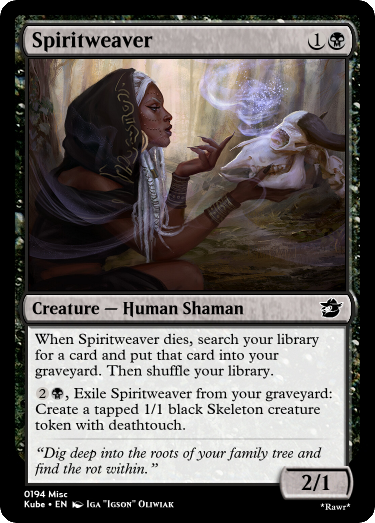 Spiritweaver 1
Creature — Human Shaman
When Spiritweaver dies, search your library
for a card and put that card into your
graveyard. Then shuffle your library.
2 , Exile Spiritweaver from your graveyard:
Create a tapped 1/1 black Skeleton creature
token with deathtouch.
“Dig deep into the roots of your family tree and
find the rot within.”
2/1
0194 Misc
Kube • EN Iga "Igson" Oliwiak
*Rawr*